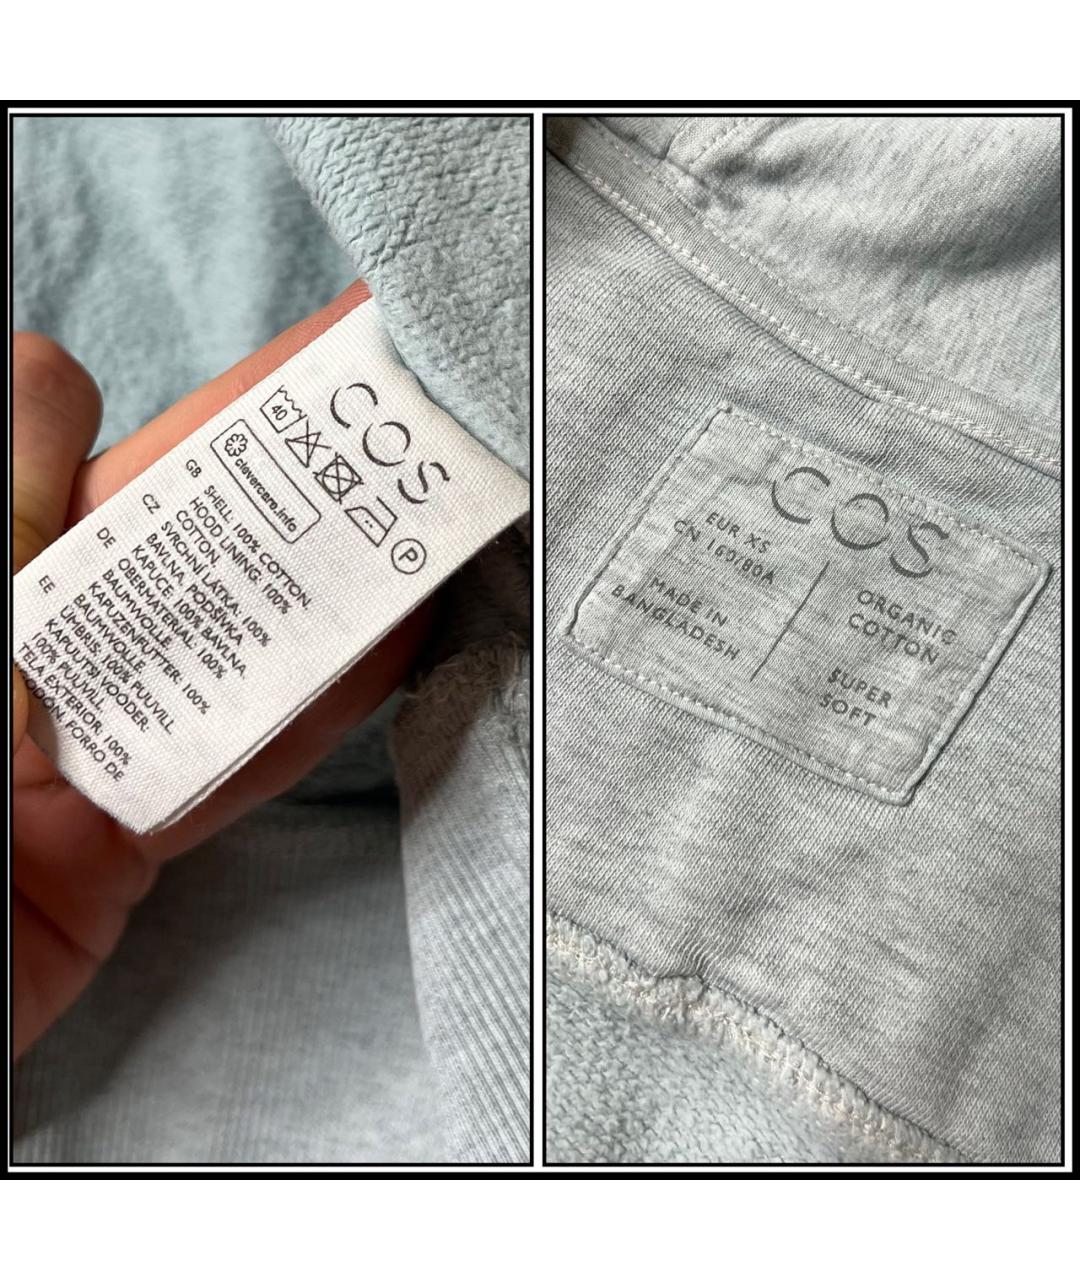 COS
40
clevercare.info
P
GB SHELL: 100% COTTON.
HOOD LINING: 100%
COTTON
CZ SVRCHNÍ LÁTKA: 100%
BAVLNA. PODŠÍVKA
KAPUCE: 100% BAVLNA.
DE OBERMATERIAL: 100%
BAUMWOLLE.
KAPUZENFUTTER: 100%
BAUMWOLLE.
EE ÜMBRIS: 100% PUUVILL
KAPUUTSI VOODER:
100% PUUVILL
TELA EXTERIOR: 100%
FORRO DE
COS
EUR XS
CN 160/80A
MADE IN
BANGLADESH
ORGANIC
COTTON
SUPER
SOFT